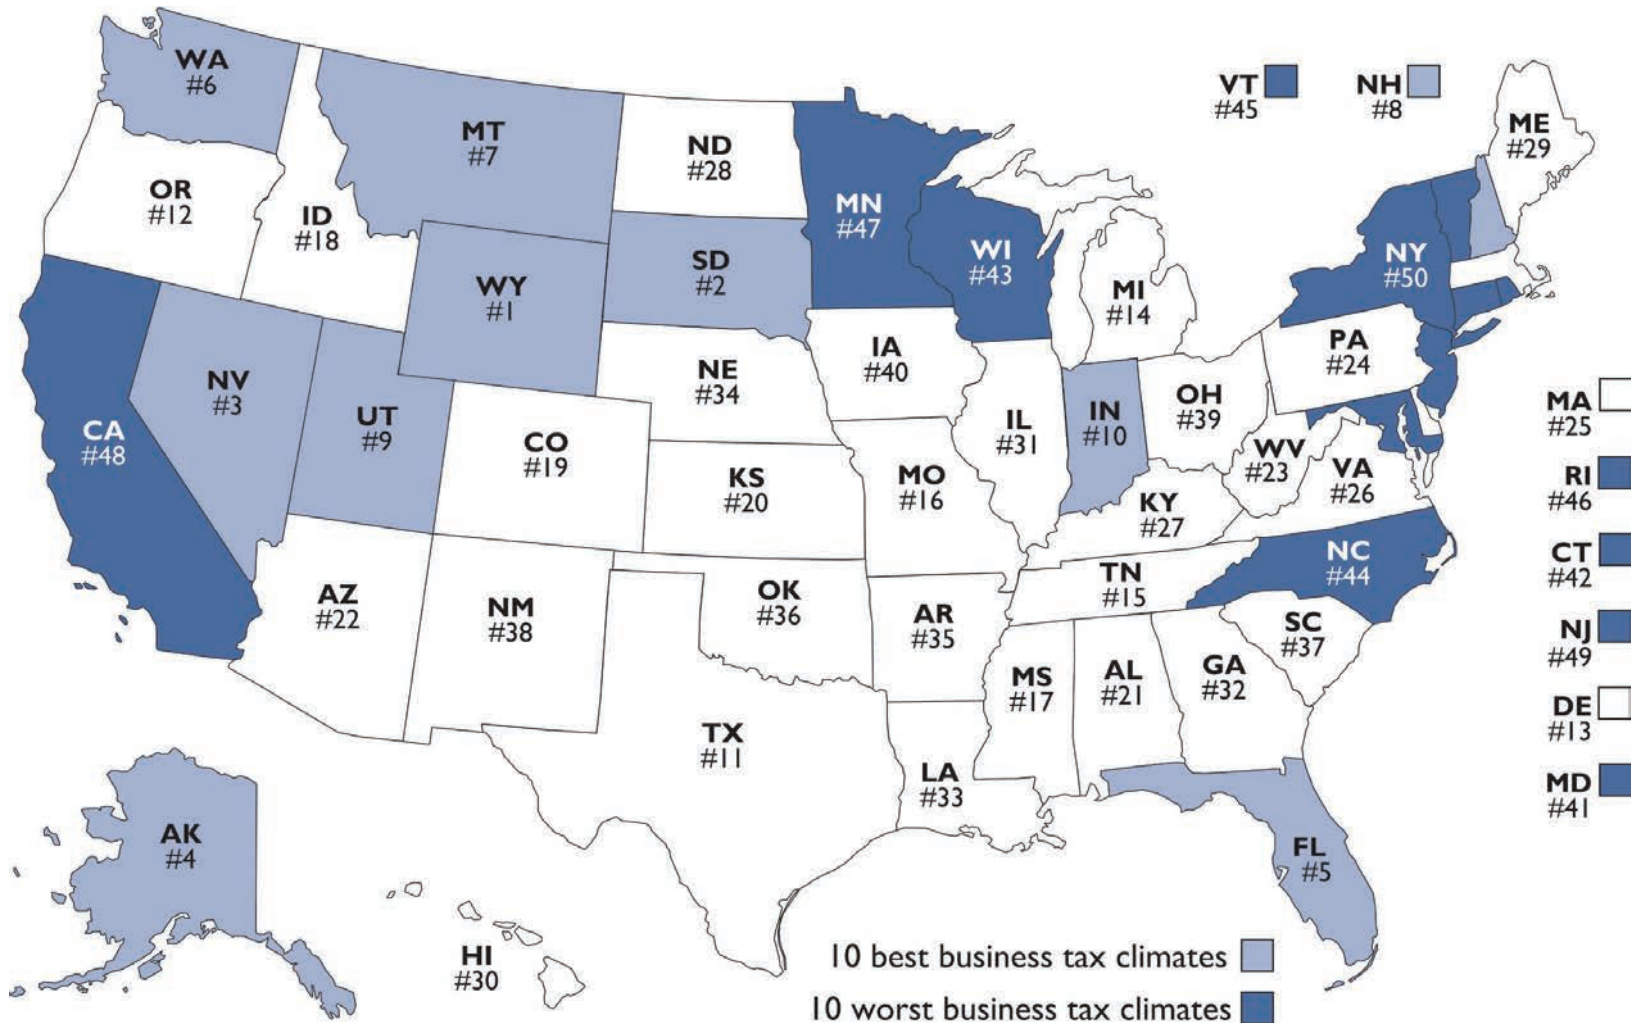 WA
#6
MT
#7
ND
#28
VT
#45
NH
#8
ME
#29
OR
#12
ID
#18
MN
#47
WI
#43
NY
#50
SD
#2
WY
#1
MI
#14
PA
#24
NV
#3
UT
#9
NE
#34
IA
#40
IL
#31
IN
#10
OH
#39
MA
#25
CA
#48
CO
#19
KS
#20
MO
#16
WV
#23
VA
#26
RI
#46
KY
#27
CT
#42
NC
#44
AZ
#22
NM
#38
OK
#36
AR
#35
TN
#15
SC
#37
NJ
#49
MS
#17
AL
#21
GA
#32
DE
#13
TX
#11
LA
#33
MD
#41
AK
#4
FL
#5
HI
#30
10 best business tax climates
10 worst business tax climates